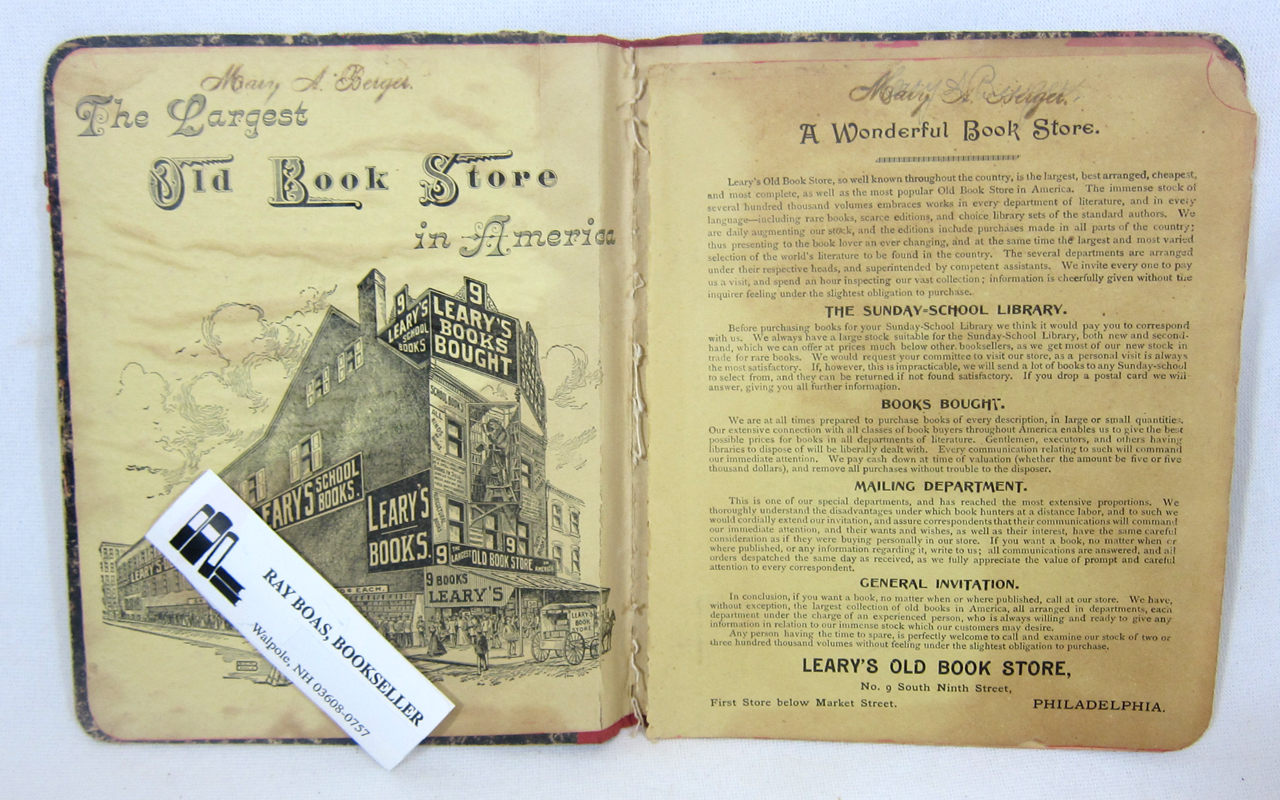 Mary A. Berger.
The Largest
Old Book Store
in America
9
9
LEARY'S
SCHOOL
BOOKS
LEARY'S
BOOKS
BOUGHT
SCHOOL BOOKS
LEARY'S SCHOOL
BOOKS.
LEARY'S
BOOKS.
9 THE LARGEST OLD BOOK STORE IN AMERICA
9
9 BOOKS
LEARY'S
EACH.
LEARY'S
LEARY'S
BOOK
STORE
RAY BOAS, BOOKSELLER
Walpole, NH 03608-0757
Mary A. Berger.
A Wonderful Book Store.
Leary's Old Book Store, so well known throughout the country, is the largest, best arranged, cheapest,
and most complete, as well as the most popular Old Book Store in America. The immense stock of
several hundred thousand volumes embraces works in every department of literature, and in every
language—including rare books, scarce editions, and choice library sets of the standard authors. We
are daily augmenting our stock, and the editions include purchases made in all parts of the country;
thus presenting to the book lover an ever changing, and at the same time the largest and most varied
selection of the world's literature to be found in the country. The several departments are arranged
under their respective heads, and superintended by competent assistants. We invite every one to pay
us a visit, and spend an hour inspecting our vast collection; information is cheerfully given without the
inquirer feeling under the slightest obligation to purchase.
THE SUNDAY-SCHOOL LIBRARY.
Before purchasing books for your Sunday-School Library we think it would pay you to correspond
with us. We always have a large stock suitable for the Sunday-School Library, both new and second-
hand, which we can offer at prices much below other booksellers, as we get most of our new stock in
trade for rare books. We would request your committee to visit our store, as a personal visit is always
the most satisfactory. If, however, this is impracticable, we will send a lot of books to any Sunday-school
to select from, and they can be returned if not found satisfactory. If you drop a postal card we will
answer, giving you all further information.
BOOKS BOUGHT.
We are at all times prepared to purchase books of every description, in large or small quantities.
Our extensive connection with all classes of book buyers throughout America enables us to give the best
possible prices for books in all departments of literature. Gentlemen, executors, and others having
libraries to dispose of will be liberally dealt with. Every communication relating to such will command
our immediate attention. We pay cash down at time of valuation (whether the amount be five or five
thousand dollars), and remove all purchases without trouble to the disposer.
MAILING DEPARTMENT.
This is one of our special departments, and has reached the most extensive proportions. We
thoroughly understand the disadvantages under which book hunters at a distance labor, and to such we
would cordially extend our invitation, and assure correspondents that their communications will command
our immediate attention, and their wants and wishes, as well as their interest, have the same careful
consideration as if they were buying personally in our store. If you want a book, no matter when or
where published, or any information regarding it, write to us; all communications are answered, and all
orders despatched the same day as received, as we fully appreciate the value of prompt and careful
attention to every correspondent.
GENERAL INVITATION.
In conclusion, if you want a book, no matter when or where published, call at our store. We have,
without exception, the largest collection of old books in America, all arranged in departments, each
department under the charge of an experienced person, who is always willing and ready to give any
information in relation to our immense stock which our customers may desire.
Any person having the time to spare, is perfectly welcome to call and examine our stock of two or
three hundred thousand volumes without feeling under the slightest obligation to purchase.
LEARY'S OLD BOOK STORE,
No. 9 South Ninth Street,
First Store below Market Street. PHILADELPHIA.